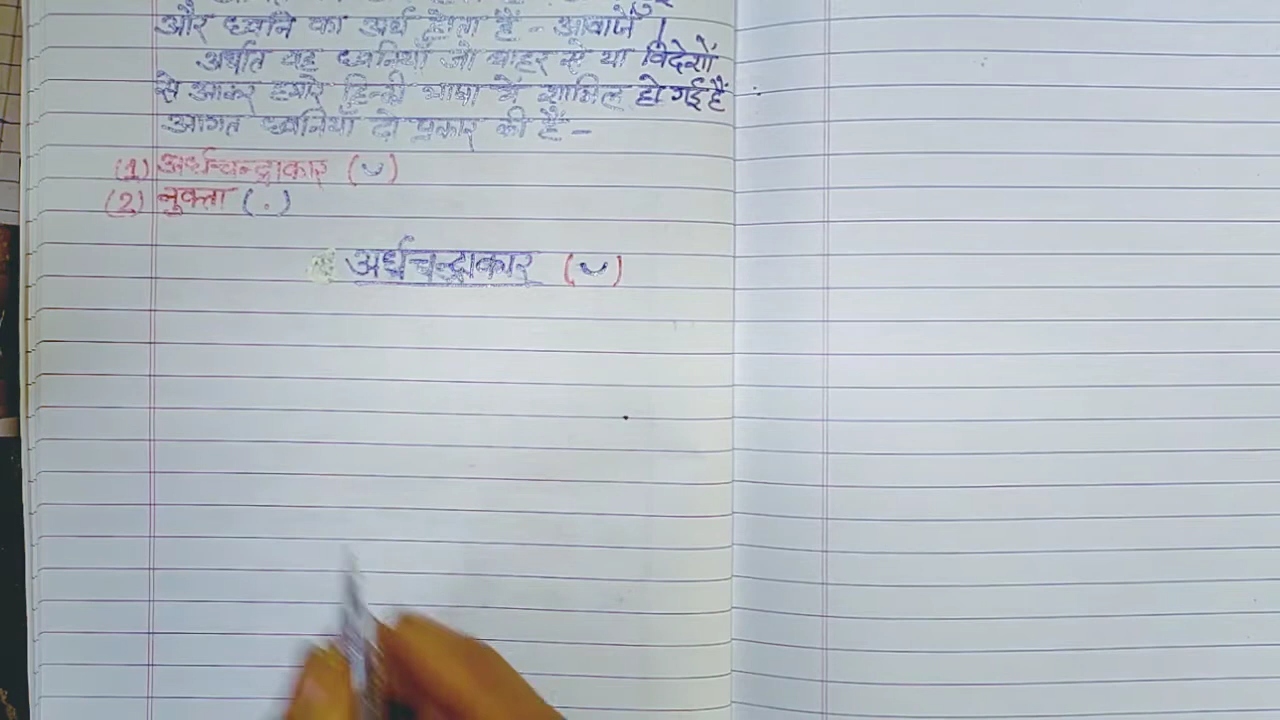 और ध्वनि का अर्थ होता है - आवाजें ।
अर्थात वह ध्वनियाँ जो बाहर से या विदेशों
से आकर हमारे हिन्दी भाषा में शामिल हो गई हैं
आगत ध्वनियाँ दो प्रकार की हैं -
(1) अर्धचन्द्राकार (ॅ)
(2) नुक्ता (.)
अर्धचन्द्राकार (ॅ)